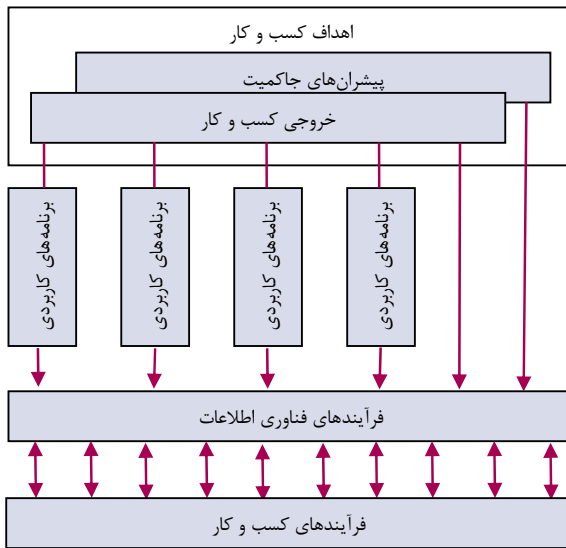 اهداف کسب و کار
پیشران‌های جاکمیت
خروجی کسب و کار
برنامه‌های کاربردی
برنامه‌های کاربردی
برنامه‌های کاربردی
برنامه‌های کاربردی
فرآیندهای فناوری اطلاعات
فرآیندهای کسب و کار